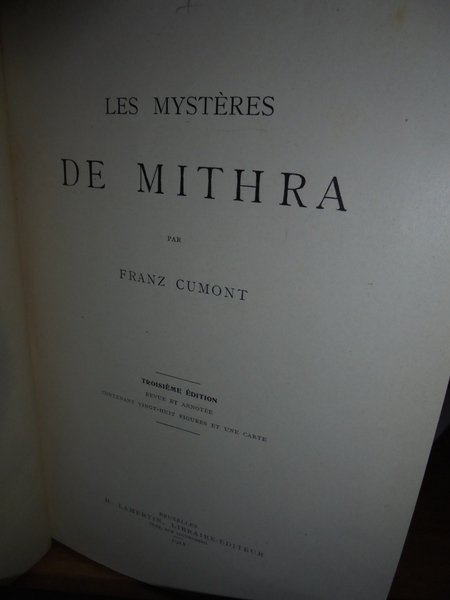 LES MYSTÈRES
DE MITHRA
PAR
FRANZ CUMONT
TROISIÈME ÉDITION
REVUE ET ANNOTÉE
CONTENANT VINGT-HUIT FIGURES ET UNE CARTE
BRUXELLES
H. LAMERTIN, LIBRAIRE-ÉDITEUR
1913